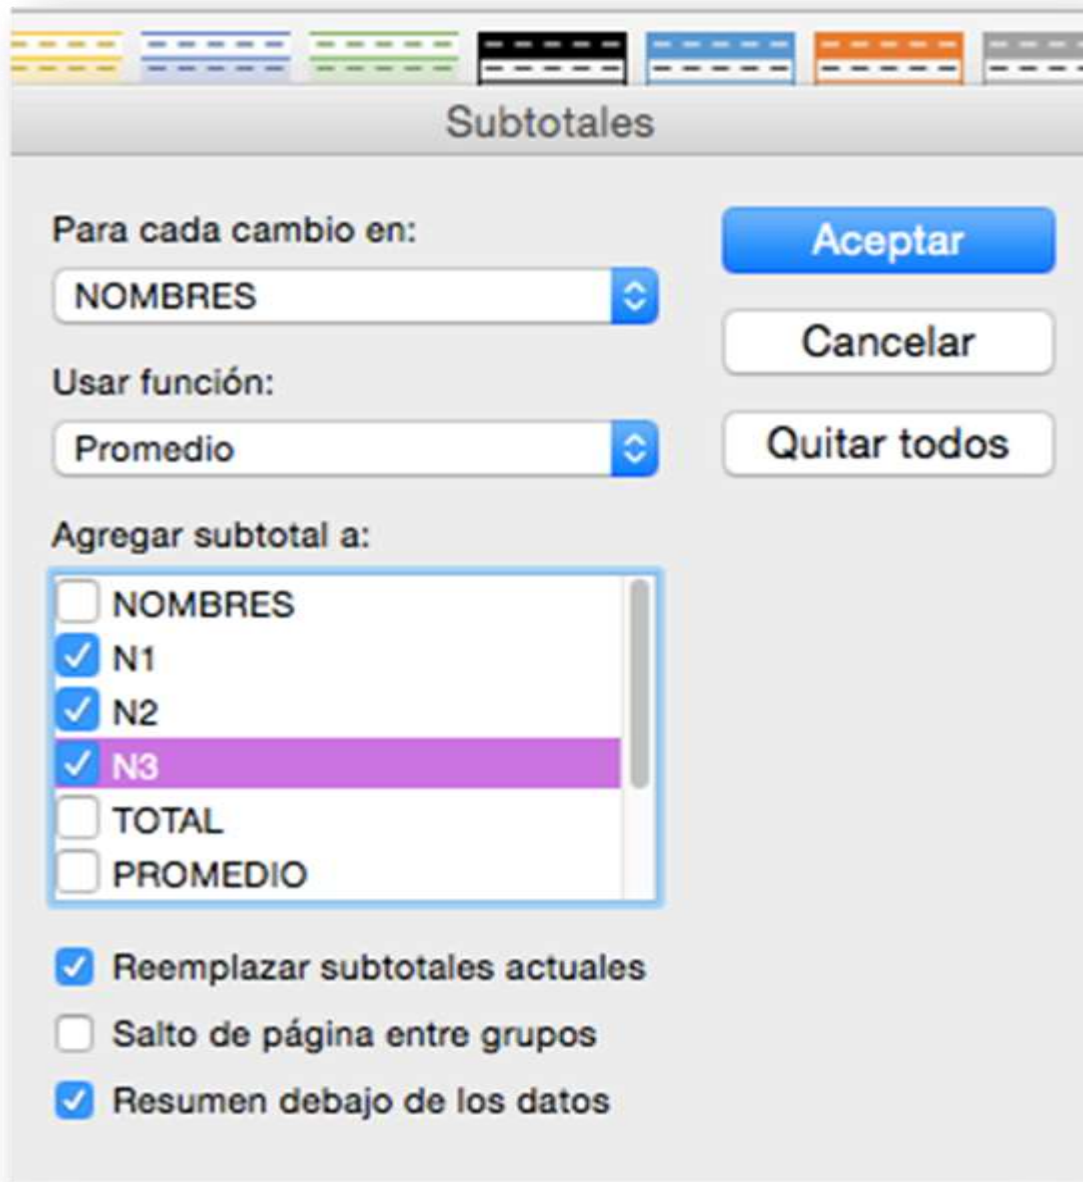 Subtotales
Para cada cambio en:
NOMBRES
Aceptar
Cancelar
Usar función:
Promedio
Quitar todos
Agregar subtotal a:
NOMBRES
N1
N2
N3
TOTAL
PROMEDIO
Reemplazar subtotales actuales
Salto de página entre grupos
Resumen debajo de los datos